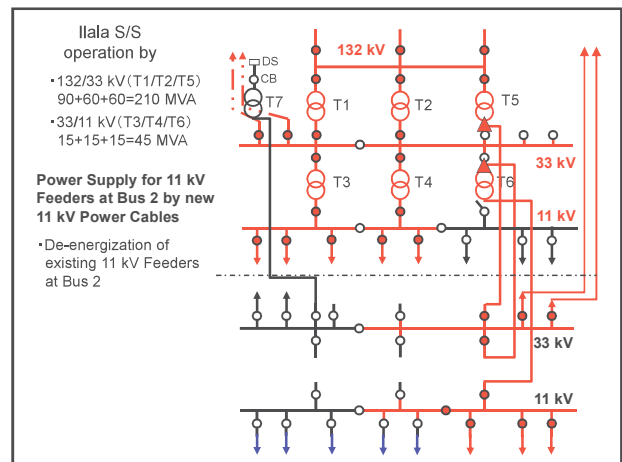 Ilala S/S
operation by
・132/33 kV(T1/T2/T5)
90+60+60=210 MVA
・33/11 kV(T3/T4/T6)
15+15+15=45 MVA
Power Supply for 11 kV
Feeders at Bus 2 by new
11 kV Power Cables
・De-energization of
existing 11 kV Feeders
at Bus 2
132 kV
DS
CB
T7
T1
T2
T5
33 kV
T3
T4
T6
11 kV
33 kV
11 kV